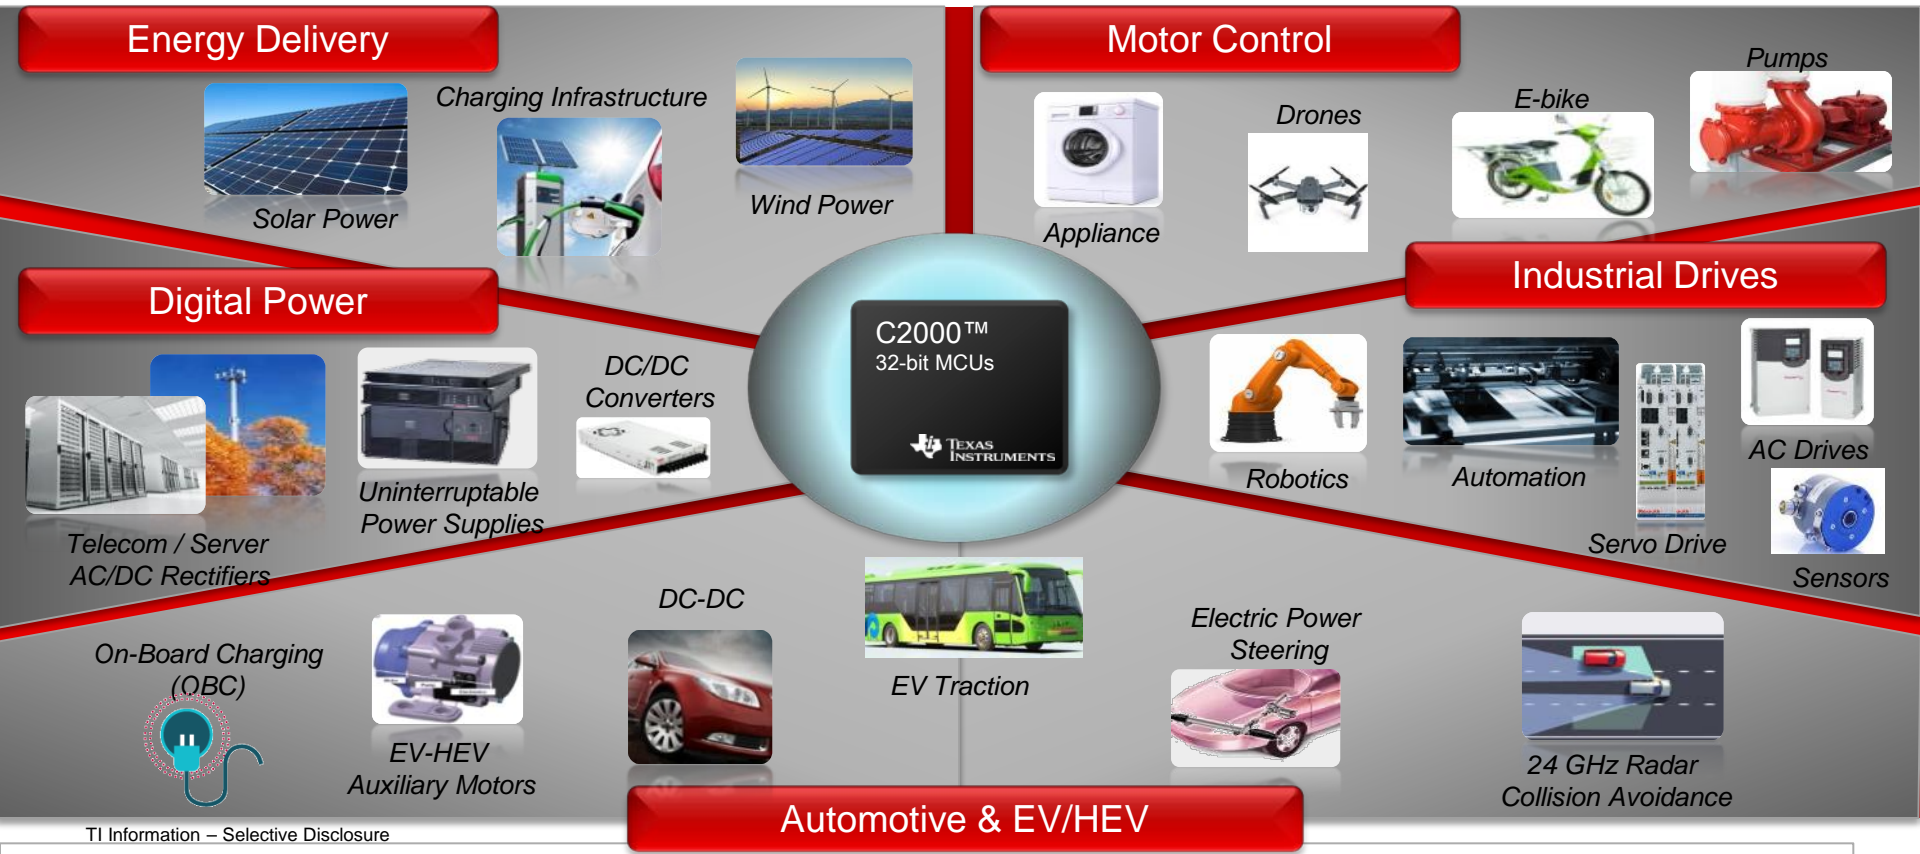 Energy Delivery
Charging Infrastructure
Solar Power
Wind Power
Motor Control
Appliance
Drones
E-bike
Pumps
Digital Power
Telecom / Server
AC/DC Rectifiers
Uninterruptable
Power Supplies
DC/DC
Converters
C2000™
32-bit MCUs
TEXAS
INSTRUMENTS
Industrial Drives
Robotics
Automation
Servo Drive
AC Drives
Sensors
On-Board Charging
(OBC)
EV-HEV
Auxiliary Motors
DC-DC
EV Traction
Electric Power
Steering
24 GHz Radar
Collision Avoidance
Automotive & EV/HEV
TI Information – Selective Disclosure